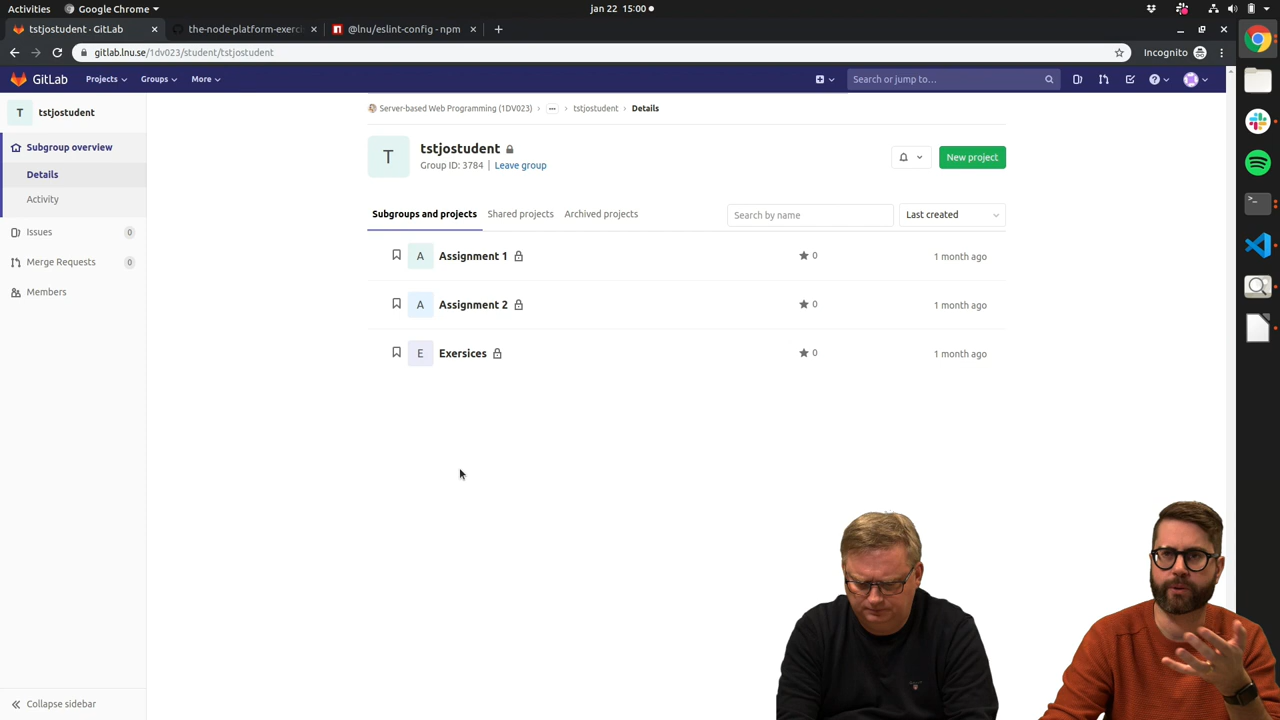 Activities
Google Chrome
jan 22 15:00
tstjostudent · GitLab
the-node-platform-exerci
@lnu/eslint-config - npm
gitlab.lnu.se/1dv023/student/tstjostudent
Incognito
GitLab
Projects
Groups
More
Search or jump to…
T
tstjostudent
Subgroup overview
Details
Activity
Issues
0
Merge Requests
0
Members
Collapse sidebar
Server-based Web Programming (1DV023)
tstjostudent
Details
T
tstjostudent
Group ID: 3784 | Leave group
New project
Subgroups and projects
Shared projects
Archived projects
Search by name
Last created
A
Assignment 1
0
1 month ago
A
Assignment 2
0
1 month ago
E
Exersices
0
1 month ago